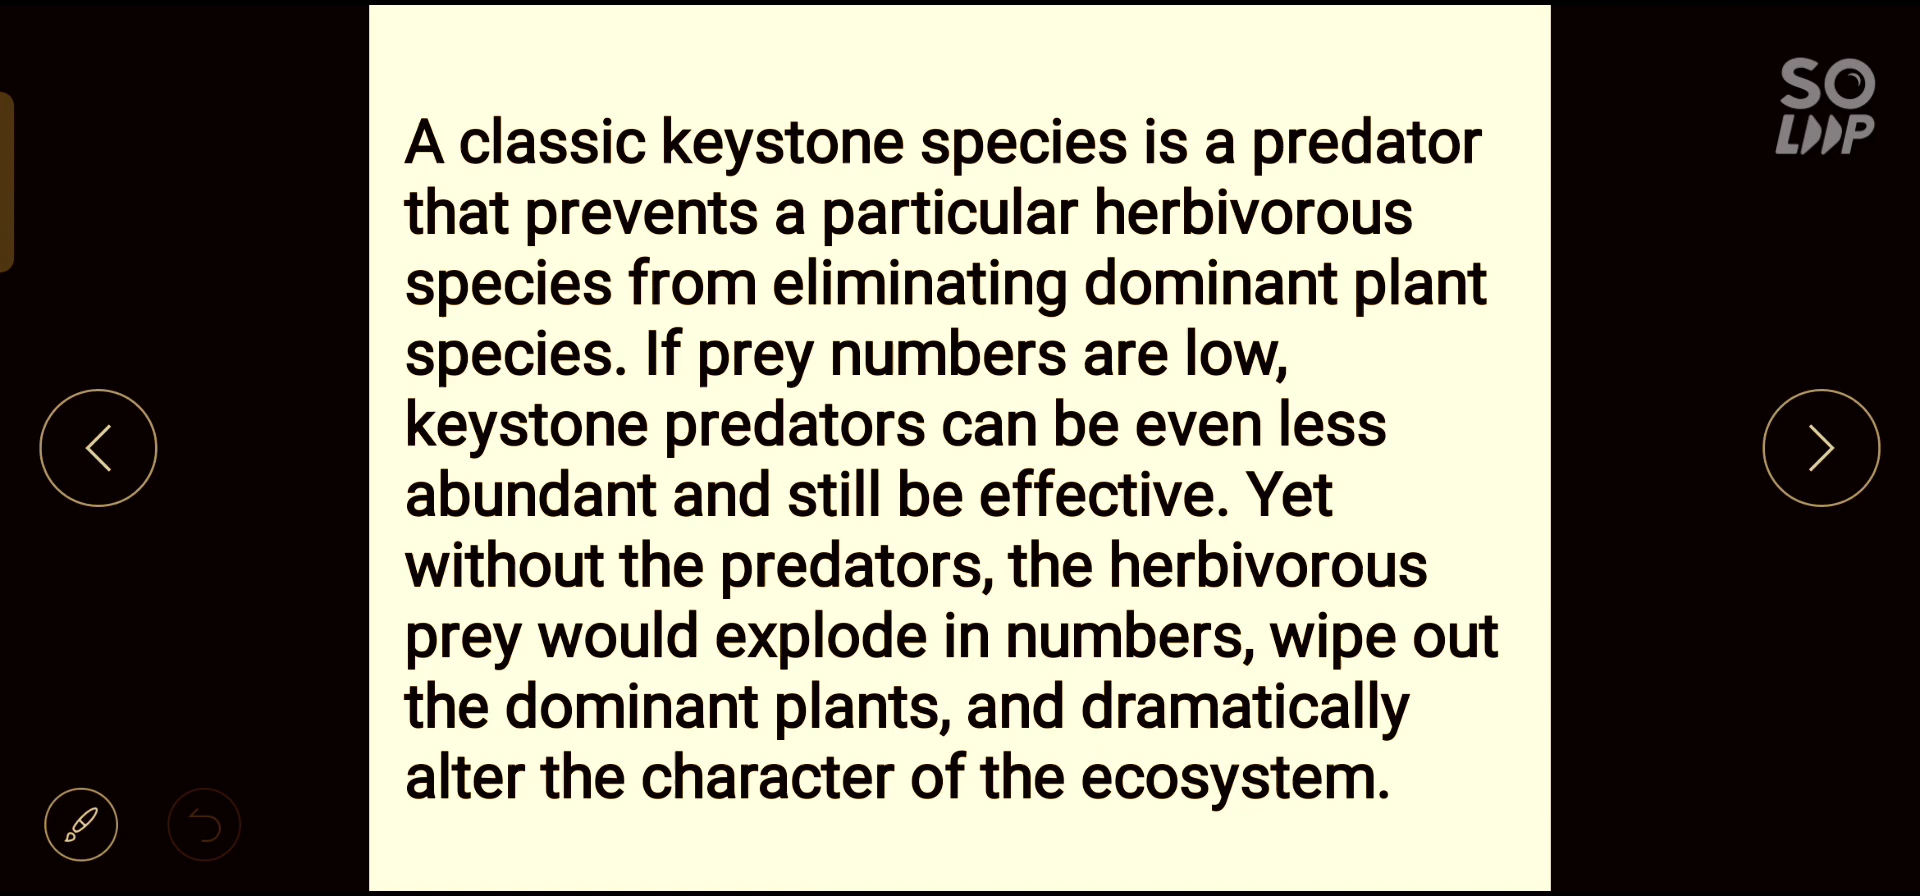 A classic keystone species is a predator
that prevents a particular herbivorous
species from eliminating dominant plant
species. If prey numbers are low,
keystone predators can be even less
abundant and still be effective. Yet
without the predators, the herbivorous
prey would explode in numbers, wipe out
the dominant plants, and dramatically
alter the character of the ecosystem.
SO
LOOP